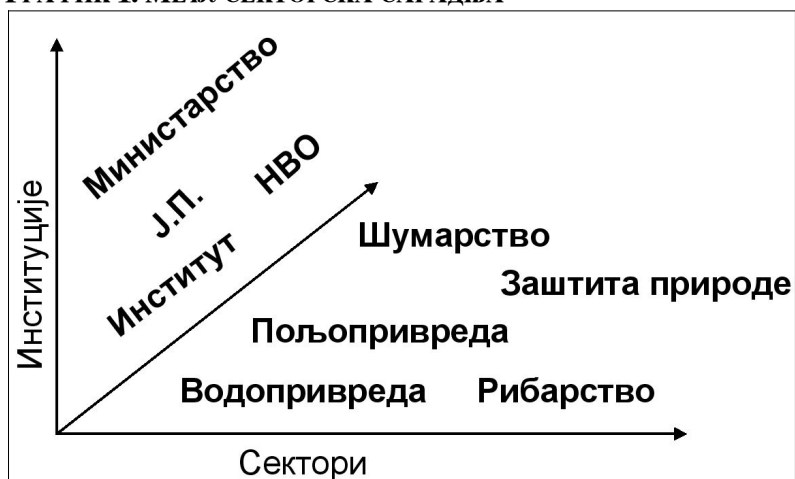 Министарство
НВО
Ј.П.
Институт
Шумарство
Заштита природе
Пољопривреда
Водопривреда Рибарство
Институције
Сектори